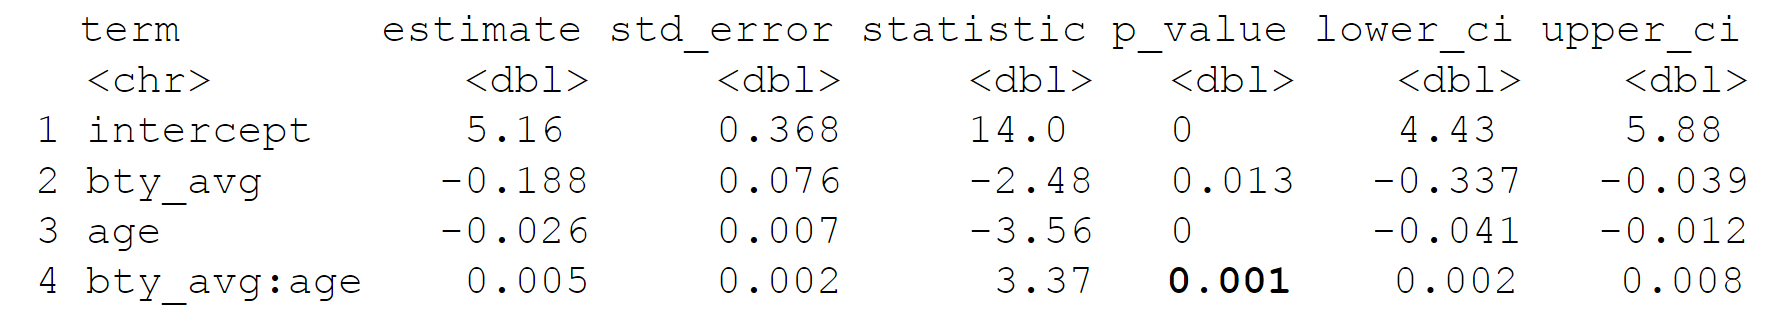 term estimate std_error statistic p_value lower_ci upper_ci
<chr> <dbl> <dbl> <dbl> <dbl> <dbl> <dbl>
1 intercept 5.16 0.368 14.0 0 4.43 5.88
2 bty_avg -0.188 0.076 -2.48 0.013 -0.337 -0.039
3 age -0.026 0.007 -3.56 0 -0.041 -0.012
4 bty_avg:age 0.005 0.002 3.37 0.001 0.002 0.008